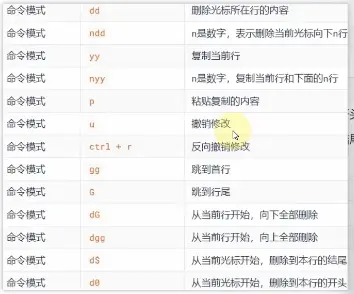 命令模式 dd 删除光标所在行的内容
命令模式 ndd n是数字，表示删除当前光标向下n行
命令模式 yy 复制当前行
命令模式 nyy n是数字，复制当前行和下面的n行
命令模式 p 粘贴复制的内容
命令模式 u 撤销修改
命令模式 ctrl + r 反向撤销修改
命令模式 gg 跳到首行
命令模式 G 跳到行尾
命令模式 dG 从当前行开始，向下全部删除
命令模式 dgg 从当前行开始，向上全部删除
命令模式 d$ 从当前光标开始，删除到本行的结尾
命令模式 d0 从当前光标开始，删除到本行的开头